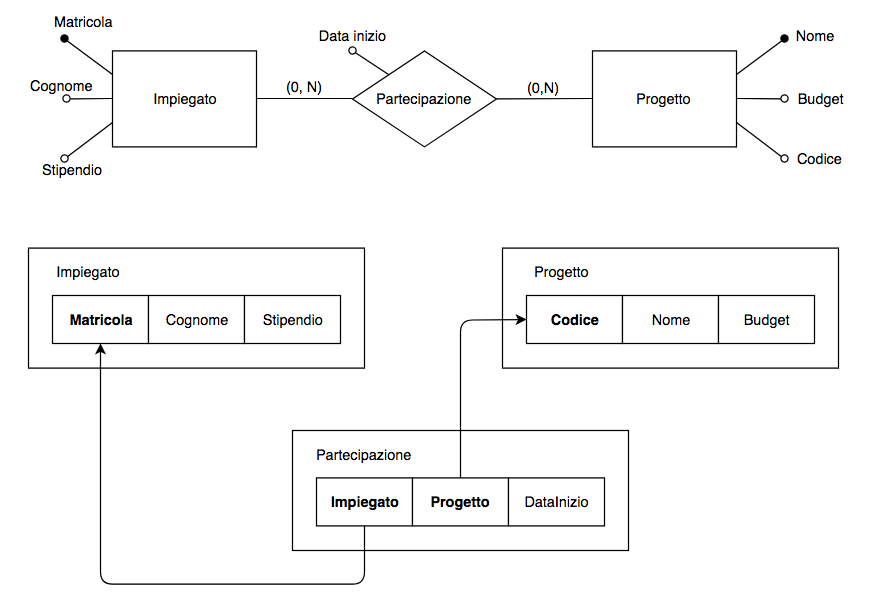 Matricola
Data inizio
Nome
Cognome
Impiegato
(0, N)
Partecipazione
(0,N)
Progetto
Budget
Stipendio
Codice
Impiegato
Matricola Cognome Stipendio
Progetto
Codice Nome Budget
Partecipazione
Impiegato Progetto DataInizio